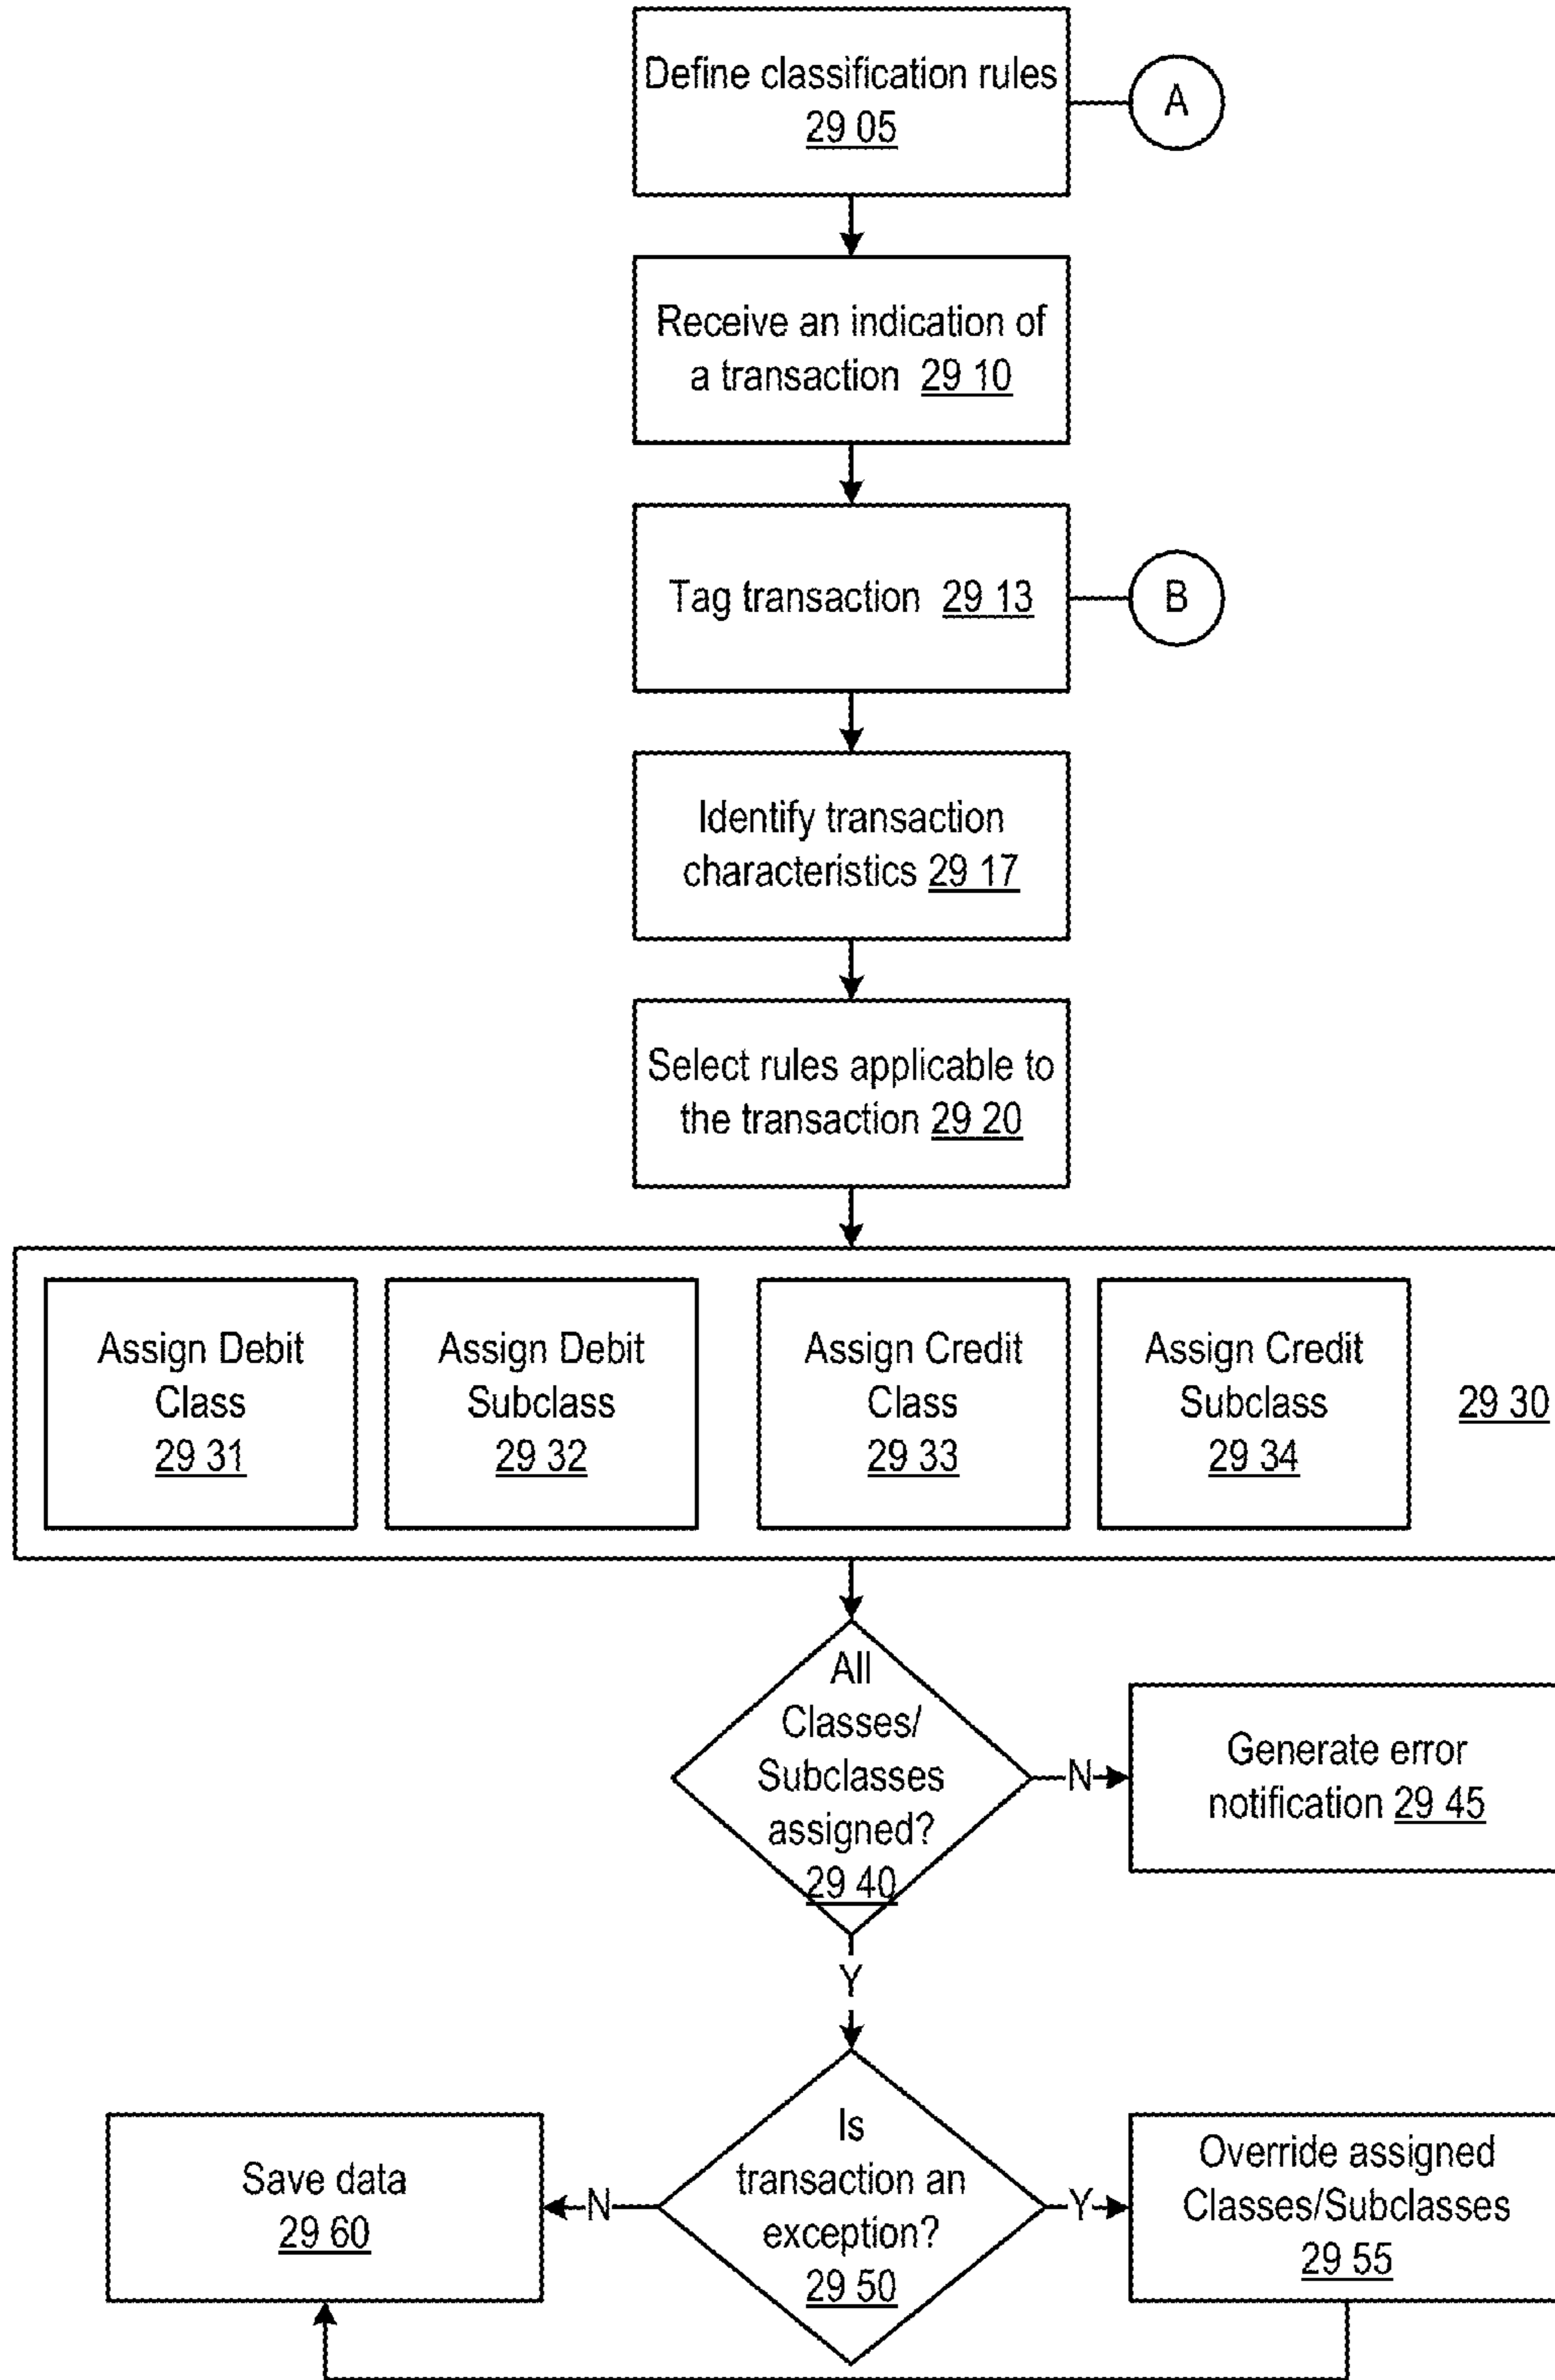 Define classification rules
29 05
A
Receive an indication of
a transaction 29 10
Tag transaction 29 13
B
Identify transaction
characteristics 29 17
Select rules applicable to
the transaction 29 20
Assign Debit
Class
29 31
Assign Debit
Subclass
29 32
Assign Credit
Class
29 33
Assign Credit
Subclass
29 34
29 30
All
Classes/
Subclasses
assigned?
29 40
N
Generate error
notification 29 45
Y
Is
transaction an
exception?
29 50
N
Save data
29 60
Y
Override assigned
Classes/Subclasses
29 55